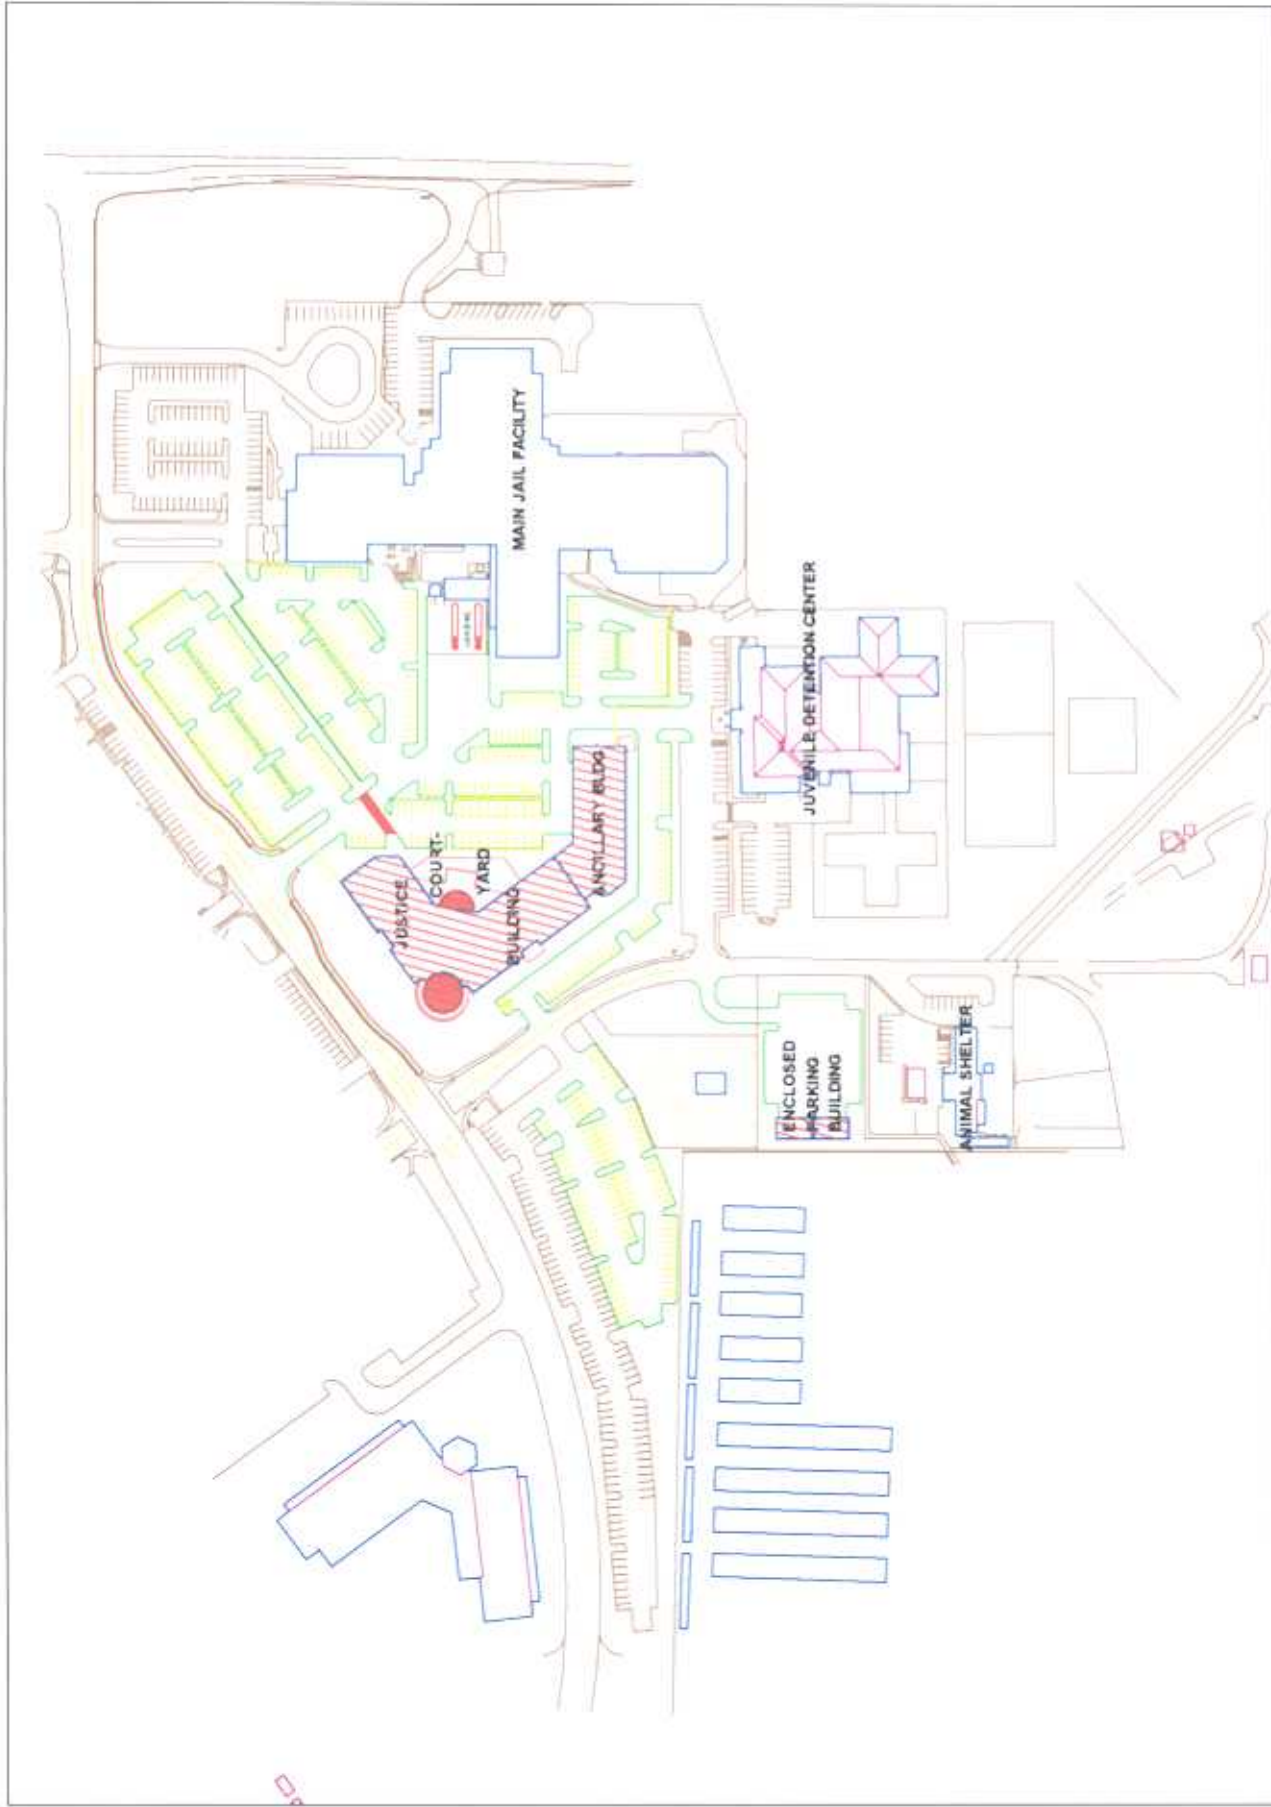 MAIN JAIL FACILITY
JUVENILE DETENTION CENTER
ANCILLARY BLDG
COURT-
YARD
JUSTICE
BUILDING
ENCLOSED
PARKING
BUILDING
ANIMAL SHELTER